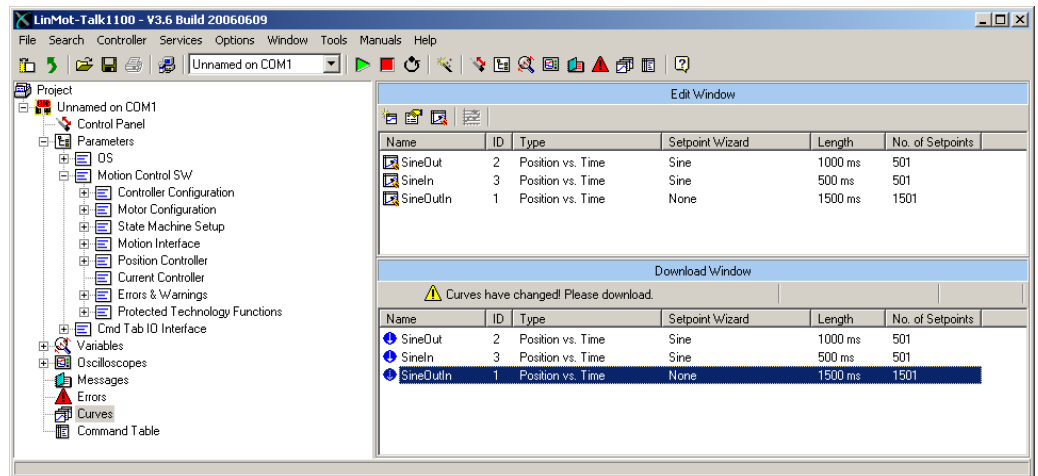 LinMot-Talk1100 - V3.6 Build 20060609
File Search Controller Services Options Window Tools Manuals Help
Unnamed on COM1
Project
Unnamed on COM1
Control Panel
Parameters
OS
Motion Control SW
Controller Configuration
Motor Configuration
State Machine Setup
Motion Interface
Position Controller
Current Controller
Errors & Warnings
Protected Technology Functions
Cmd Tab IO Interface
Variables
Oscilloscopes
Messages
Errors
Curves
Command Table
Edit Window
Name ID Type Setpoint Wizard Length No. of Setpoints
SineOut 2 Position vs. Time Sine 1000 ms 501
SineIn 3 Position vs. Time Sine 500 ms 501
SineOutIn 1 Position vs. Time None 1500 ms 1501
Download Window
Curves have changed! Please download.
Name ID Type Setpoint Wizard Length No. of Setpoints
SineOut 2 Position vs. Time Sine 1000 ms 501
SineIn 3 Position vs. Time Sine 500 ms 501
SineOutIn 1 Position vs. Time None 1500 ms 1501